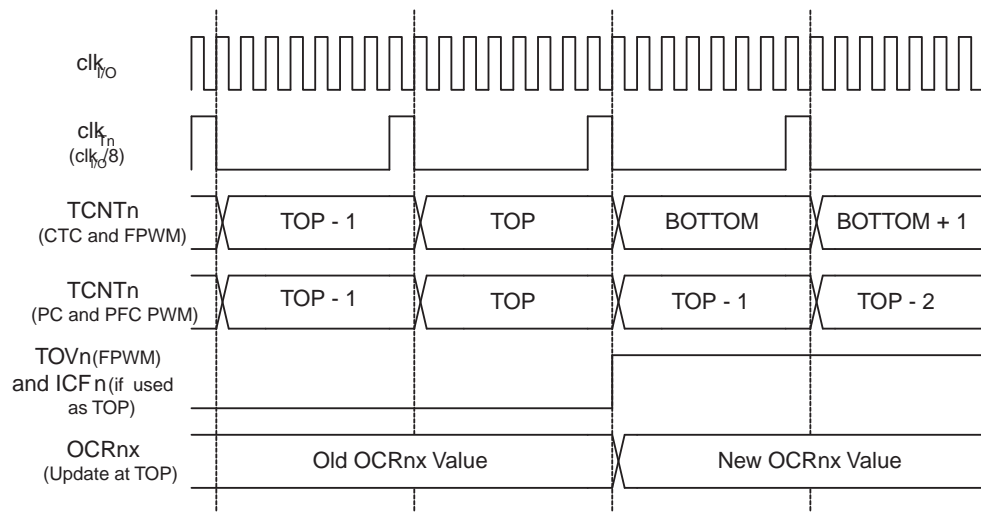 clkI/O
clkTn
(clkI/O/8)
TCNTn
(CTC and FPWM)
TOP - 1
TOP
BOTTOM
BOTTOM + 1
TCNTn
(PC and PFC PWM)
TOP - 1
TOP
TOP - 1
TOP - 2
TOVn(FPWM)
and ICFn(if used
as TOP)
OCRnx
(Update at TOP)
Old OCRnx Value
New OCRnx Value